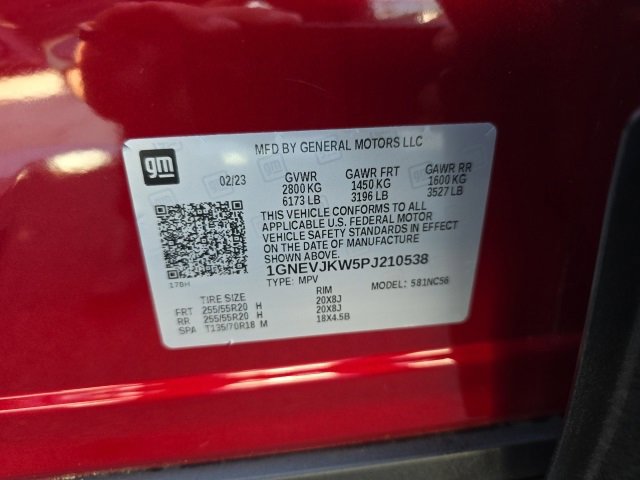 MFD BY GENERAL MOTORS LLC
gm
02/23
GVWR GAWR FRT GAWR RR
2800 KG 1450 KG 1600 KG
6173 LB 3196 LB 3527 LB
THIS VEHICLE CONFORMS TO ALL
APPLICABLE U.S. FEDERAL MOTOR
VEHICLE SAFETY STANDARDS IN EFFECT
ON THE DATE OF MANUFACTURE
SHOWN ABOVE.
1GNEVJKW5PJ210538
TYPE: MPV MODEL: 581NC56
178H
TIRE SIZE RIM
FRT 255/55R20 H 20X8J
RR 255/55R20 H 20X8J
SPA T135/70R18 M 18X4.5B